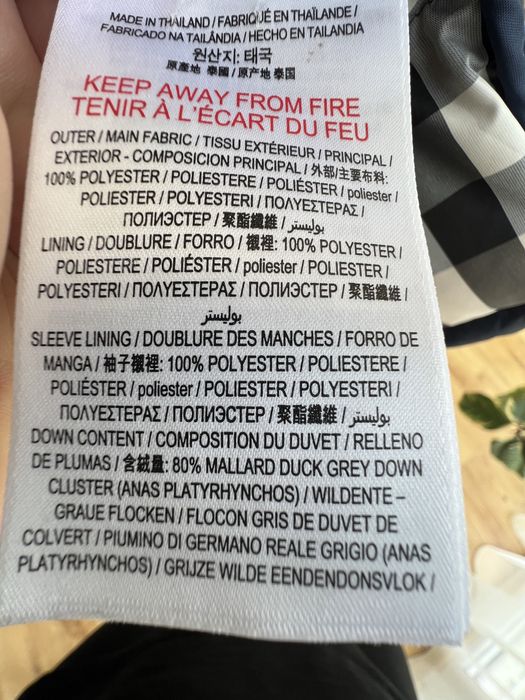 MADE IN THAILAND / FABRIQUÉ EN THAÏLANDE /
FABRICADO NA TAILÂNDIA / HECHO EN TAILANDIA
원산지: 태국
原產地 泰國 / 原产地 泰国
KEEP AWAY FROM FIRE
TENIR À L'ÉCART DU FEU
OUTER / MAIN FABRIC / TISSU EXTÉRIEUR / PRINCIPAL /
EXTERIOR - COMPOSICION PRINCIPAL / 外部/主要布料:
100% POLYESTER / POLIESTERE / POLIÉSTER / poliester /
POLIESTER / POLYESTERI / ΠΟΛΥΕΣΤΕΡΑΣ /
ПОЛИЭСТЕР / 聚酯纖維 / بوليستر
LINING / DOUBLURE / FORRO / 襯裡: 100% POLYESTER /
POLIESTERE / POLIÉSTER / poliester / POLIESTER /
POLYESTERI / ΠΟΛΥΕΣΤΕΡΑΣ / ПОЛИЭСТЕР / 聚酯纖維 /
بوليستر
SLEEVE LINING / DOUBLURE DES MANCHES / FORRO DE
MANGA / 袖子襯裡: 100% POLYESTER / POLIESTERE /
POLIÉSTER / poliester / POLIESTER / POLYESTERI /
ΠΟΛΥΕΣΤΕΡΑΣ / ПОЛИЭСТЕР / 聚酯纖維 / بوليستر
DOWN CONTENT / COMPOSITION DU DUVET / RELLENO
DE PLUMAS / 含絨量: 80% MALLARD DUCK GREY DOWN
CLUSTER (ANAS PLATYRHYNCHOS) / WILDENTE –
GRAUE FLOCKEN / FLOCON GRIS DE DUVET DE
COLVERT / PIUMINO DI GERMANO REALE GRIGIO (ANAS
PLATYRHYNCHOS) / GRIJZE WILDE EENDENDONSVLOK /